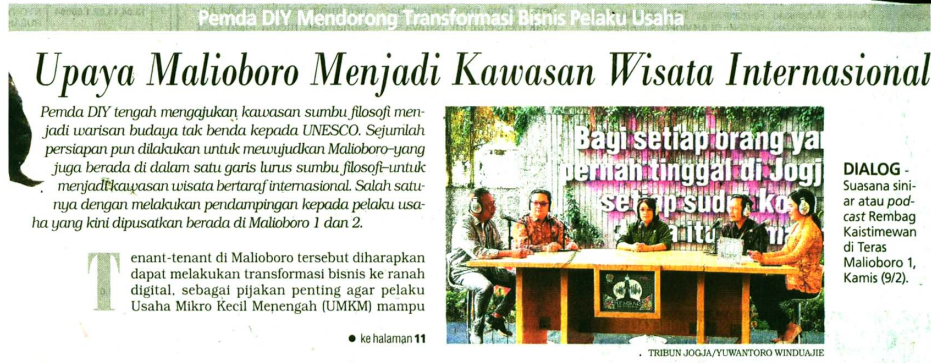 Pemda DIY Mendorong Transformasi Bisnis Pelaku Usaha
Upaya Malioboro Menjadi Kawasan Wisata Internasional
Pemda DIY tengah mengajukan kawasan sumbu filosofi men-
jadi warisan budaya tak benda kepada UNESCO. Sejumlah
persiapan pun dilakukan untuk mewujudkan Malioboro-yang
juga berada di dalam satu garis lurus sumbu filosofi-untuk
menjadi kawasan wisata bertaraf internasional. Salah satu-
nya dengan melakukan pendampingan kepada pelaku usa-
ha yang kini dipusatkan berada di Malioboro 1 dan 2.
Tenant-tenant di Malioboro tersebut diharapkan
dapat melakukan transformasi bisnis ke ranah
digital, sebagai pijakan penting agar pelaku
Usaha Mikro Kecil Menengah (UMKM) mampu
● ke halaman 11
Bagi setiap orang yan
pernah tinggal di Jogj
setiap sudut ko
itu
TRIBUN JOGJA/YUWANTORO WINDUAJIE
DIALOG -
Suasana sini-
ar atau pod-
cast Rembag
Kaistimewan
di Teras
Malioboro 1,
Kamis (9/2).